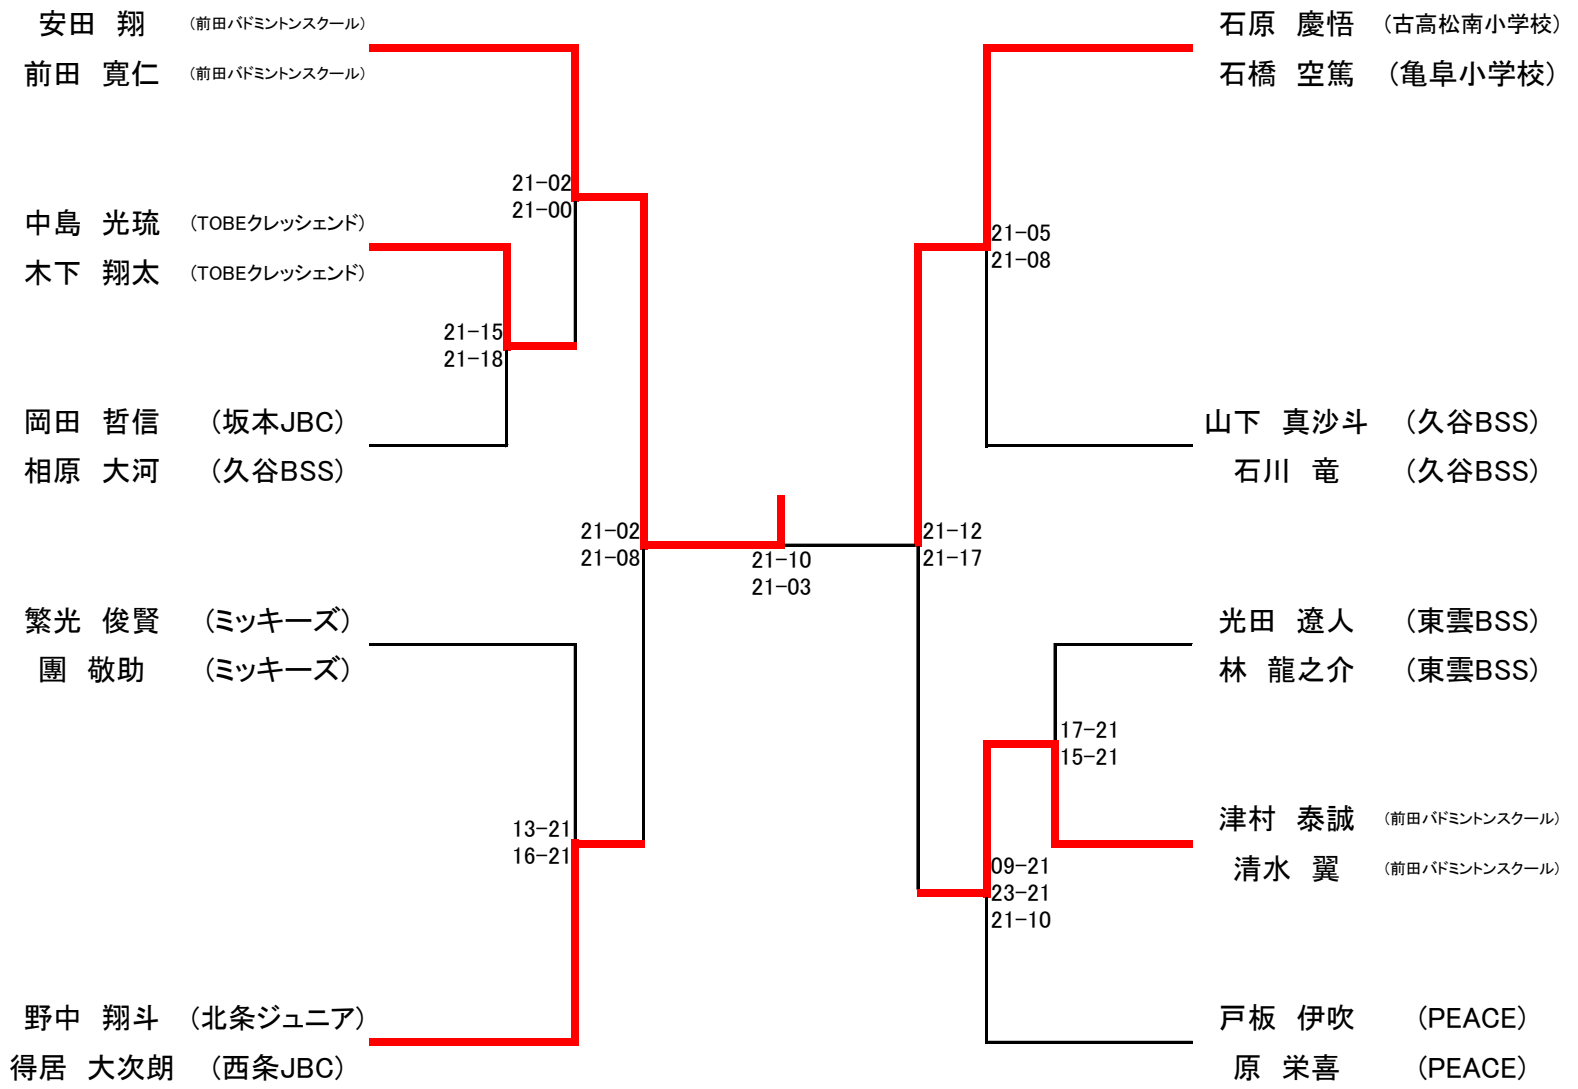 安田 翔 (前田バドミントンスクール)
前田 寛仁 (前田バドミントンスクール)
21-02
21-00
中島 光琉 (TOBEクレッシェンド)
木下 翔太 (TOBEクレッシェンド)
21-15
21-18
岡田 哲信 (坂本JBC)
相原 大河 (久谷BSS)
21-02
21-08
繁光 俊賢 (ミッキーズ)
團 敬助 (ミッキーズ)
13-21
16-21
野中 翔斗 (北条ジュニア)
得居 大次朗 (西条JBC)
21-10
21-03
石原 慶悟 (古高松南小学校)
石橋 空篤 (亀阜小学校)
21-05
21-08
山下 真沙斗 (久谷BSS)
石川 竜 (久谷BSS)
21-12
21-17
光田 遼人 (東雲BSS)
林 龍之介 (東雲BSS)
17-21
15-21
津村 泰誠 (前田バドミントンスクール)
清水 翼 (前田バドミントンスクール)
09-21
23-21
21-10
戸板 伊吹 (PEACE)
原 栄喜 (PEACE)